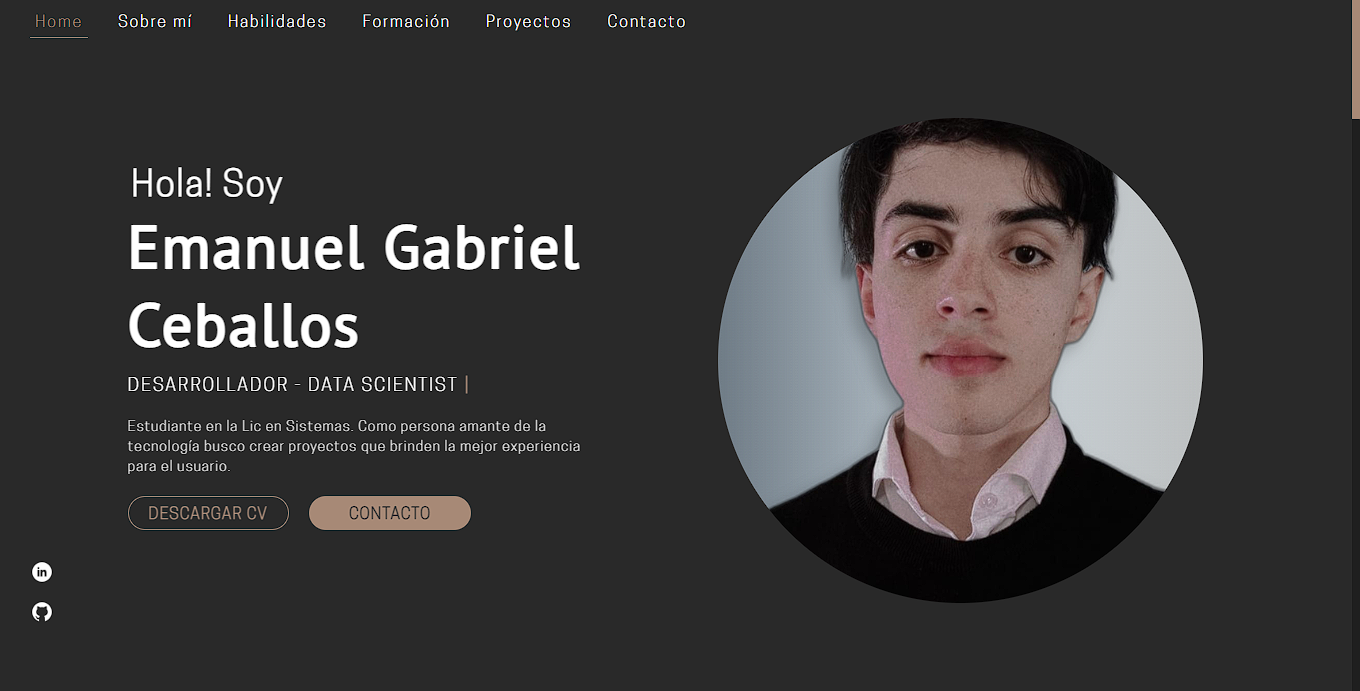 Home Sobre mí Habilidades Formación Proyectos Contacto
Hola! Soy
Emanuel Gabriel
Ceballos
DESARROLLADOR - DATA SCIENTIST |
Estudiante en la Lic en Sistemas. Como persona amante de la
tecnología busco crear proyectos que brinden la mejor experiencia
para el usuario.
DESCARGAR CV CONTACTO
in